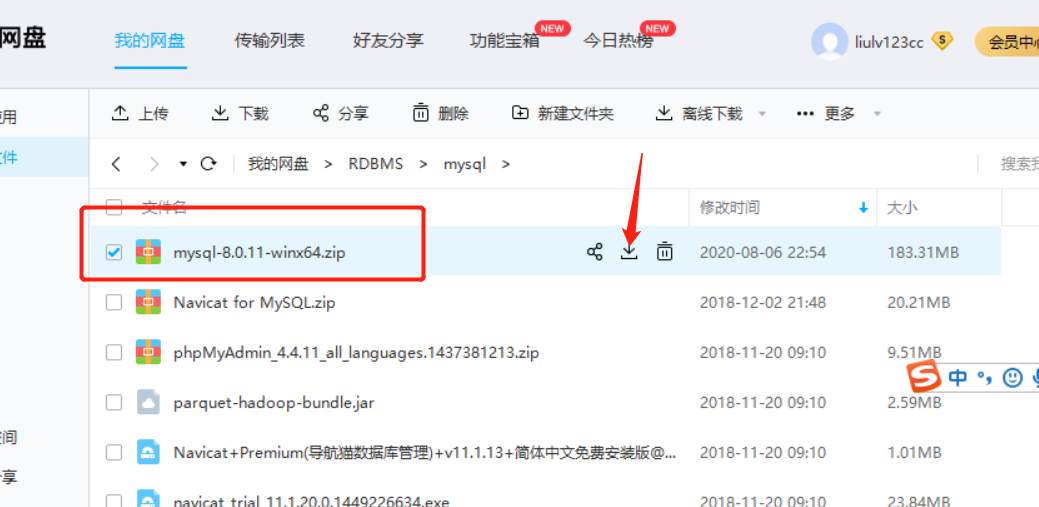 网盘
我的网盘 传输列表 好友分享 功能宝箱 NEW 今日热榜 NEW liulv123cc S 会员中心
用 上传 下载 分享 删除 新建文件夹 离线下载 ••• 更多
件 我的网盘 > RDBMS > mysql > 搜索我
文件名 修改时间 大小
mysql-8.0.11-winx64.zip 2020-08-06 22:54 183.31MB
Navicat for MySQL.zip 2018-12-02 21:48 20.21MB
phpMyAdmin_4.4.11_all_languages.1437381213.zip 2018-11-20 09:10 9.51MB
S 中 °,
parquet-hadoop-bundle.jar 2018-11-20 09:10 2.59MB
间 Navicat+Premium(导航猫数据库管理)+v11.1.13+简体中文免费安装版@... 2018-11-20 09:10 1.01MB
享
navicat_trial_11.1.20.0.1449226634.exe 2018-11-20 09:10 23.84MB